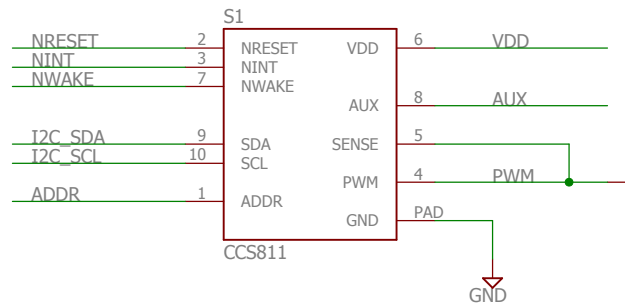 S1
NRESET 2 NRESET VDD 6 VDD
NINT 3 NINT
NWAKE 7 NWAKE
AUX 8 AUX
I2C_SDA 9 SDA SENSE 5
I2C_SCL 10 SCL
PWM 4 PWM
ADDR 1 ADDR
GND PAD
CCS811
GND